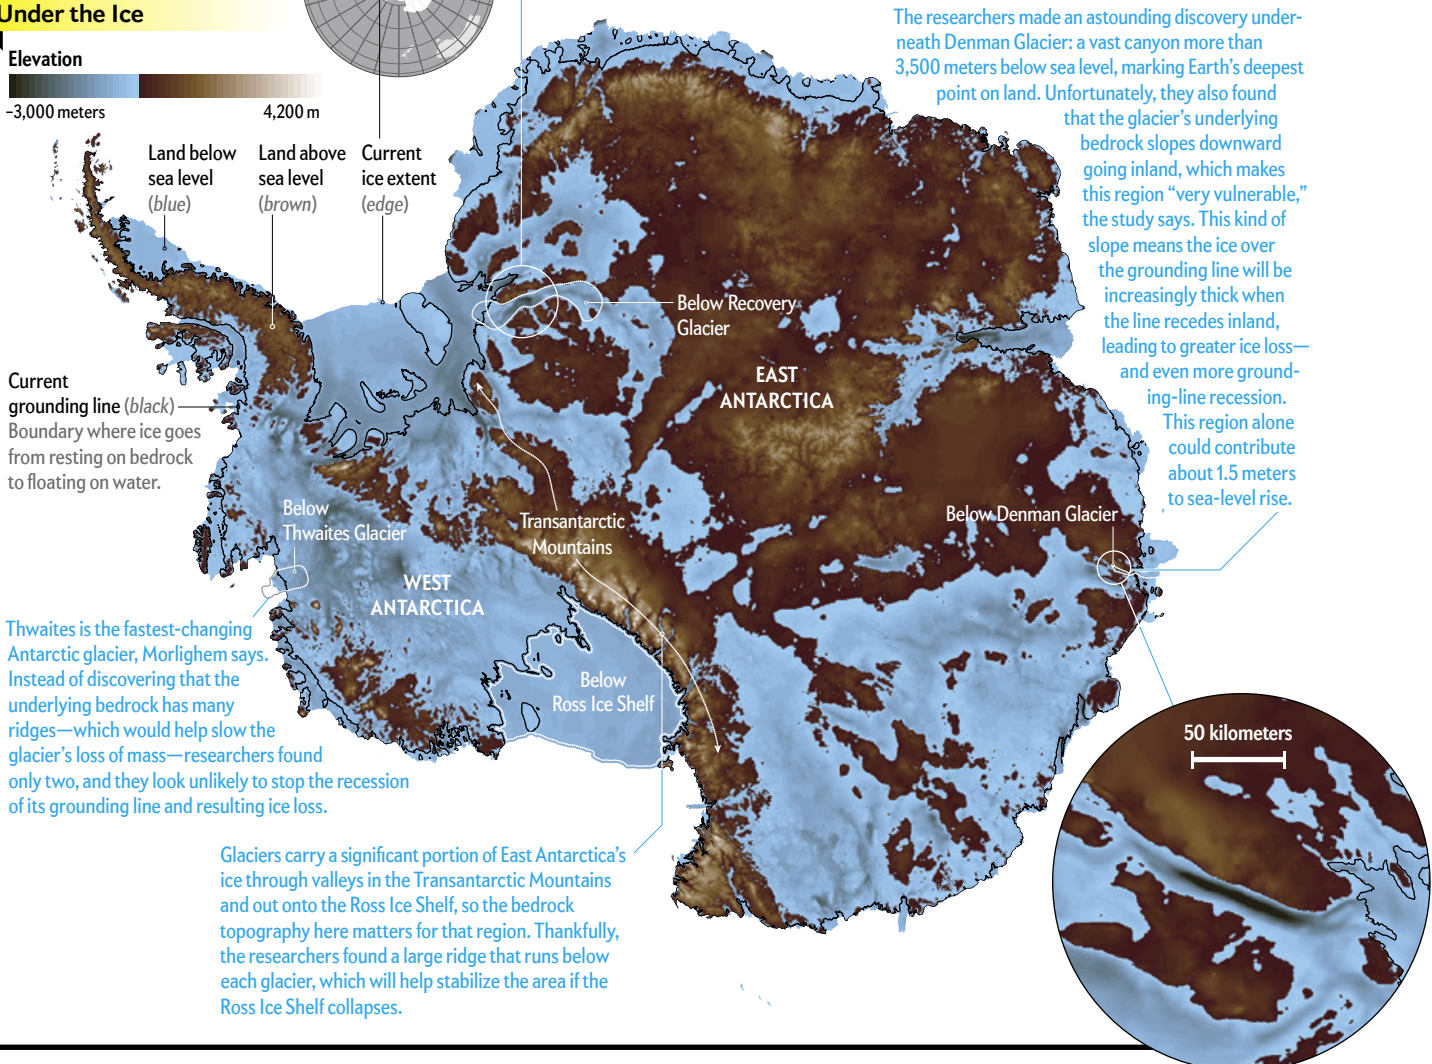 Under the Ice
Elevation
–3,000 meters
4,200 m
Land below
sea level
(blue)
Land above
sea level
(brown)
Current
ice extent
(edge)
Current
grounding line (black)
Boundary where ice goes
from resting on bedrock
to floating on water.
The researchers made an astounding discovery under-
neath Denman Glacier: a vast canyon more than
3,500 meters below sea level, marking Earth’s deepest
point on land. Unfortunately, they also found
that the glacier’s underlying
bedrock slopes downward
going inland, which makes
this region “very vulnerable,”
the study says. This kind of
slope means the ice over
the grounding line will be
increasingly thick when
the line recedes inland,
leading to greater ice loss—
and even more ground-
ing-line recession.
This region alone
could contribute
about 1.5 meters
to sea-level rise.
Below Recovery
Glacier
EAST
ANTARCTICA
Below
Thwaites Glacier
Transantarctic
Mountains
Below Denman Glacier
WEST
ANTARCTICA
Below
Ross Ice Shelf
Thwaites is the fastest-changing
Antarctic glacier, Morlighem says.
Instead of discovering that the
underlying bedrock has many
ridges—which would help slow the
glacier’s loss of mass—researchers found
only two, and they look unlikely to stop the recession
of its grounding line and resulting ice loss.
50 kilometers
Glaciers carry a significant portion of East Antarctica’s
ice through valleys in the Transantarctic Mountains
and out onto the Ross Ice Shelf, so the bedrock
topography here matters for that region. Thankfully,
the researchers found a large ridge that runs below
each glacier, which will help stabilize the area if the
Ross Ice Shelf collapses.